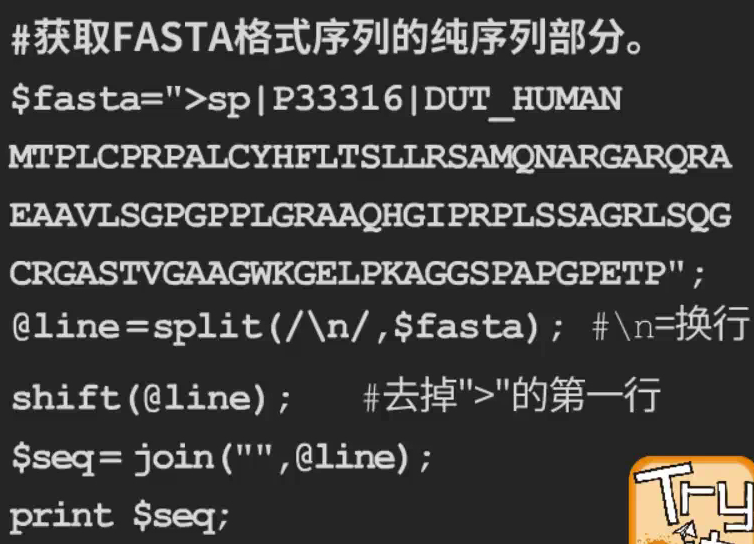 #获取FASTA格式序列的纯序列部分。
$fasta=">sp|P33316|DUT_HUMAN
MTPLCPRPALCYHFLTSLLRSAMQNARGARQRA
EAAVLSGPGPPLGRAAQHGIPRPLSSAGRLSQG
CRGASTVGAAGWKGELPKAGGSPAPGPETP";
@line=split(/\n/,$fasta); #\n=换行
shift(@line); #去掉">"的第一行
$seq= join("",@line);
print $seq;
Try